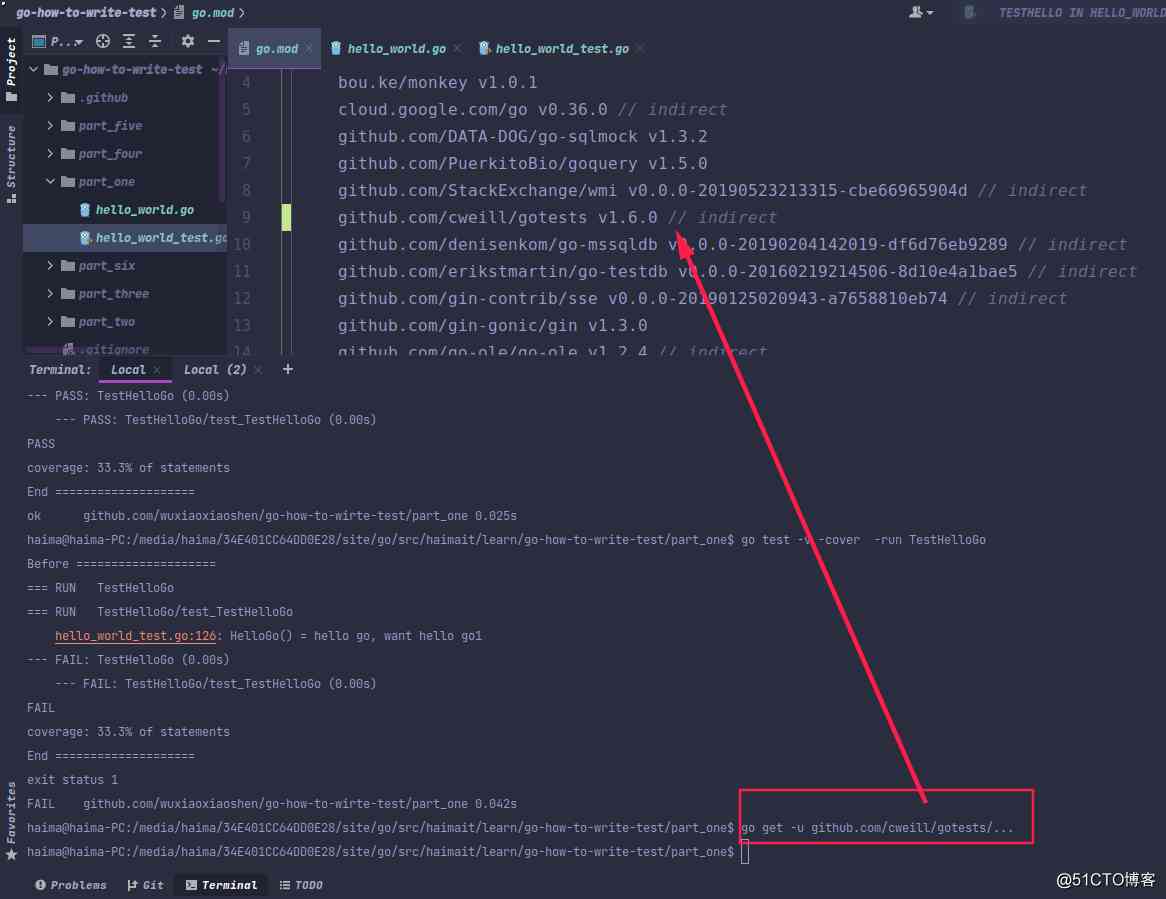 go-how-to-write-test
go.mod
TESTHELLO IN HELLO_WORLD
Project
P...
go.mod
hello_world.go
hello_world_test.go
go-how-to-write-test ~/
.github
part_five
part_four
part_one
hello_world.go
hello_world_test.go
part_six
part_three
part_two
.gitignore
Structure
4 bou.ke/monkey v1.0.1
5 cloud.google.com/go v0.36.0 // indirect
6 github.com/DATA-DOG/go-sqlmock v1.3.2
7 github.com/PuerkitoBio/goquery v1.5.0
8 github.com/StackExchange/wmi v0.0.0-20190523213315-cbe66965904d // indirect
9 github.com/cweill/gotests v1.6.0 // indirect
10 github.com/denisenkom/go-mssqldb v0.0.0-20190204142019-df6d76eb9289 // indirect
11 github.com/erikstmartin/go-testdb v0.0.0-20160219214506-8d10e4a1bae5 // indirect
12 github.com/gin-contrib/sse v0.0.0-20190125020943-a7658810eb74 // indirect
13 github.com/gin-gonic/gin v1.3.0
14 github.com/go-ole/go-ole v1.2.4 // indirect
Terminal: Local Local (2) +
--- PASS: TestHelloGo (0.00s)
--- PASS: TestHelloGo/test_TestHelloGo (0.00s)
PASS
coverage: 33.3% of statements
End ====================
ok github.com/wuxiaoxiaoshen/go-how-to-wirte-test/part_one 0.025s
haima@haima-PC:/media/haima/34E401CC64DD0E28/site/go/src/haimait/learn/go-how-to-write-test/part_one$ go test -v -cover -run TestHelloGo
Before ====================
=== RUN TestHelloGo
=== RUN TestHelloGo/test_TestHelloGo
hello_world_test.go:126: HelloGo() = hello go, want hello go1
--- FAIL: TestHelloGo (0.00s)
--- FAIL: TestHelloGo/test_TestHelloGo (0.00s)
FAIL
coverage: 33.3% of statements
End ====================
exit status 1
FAIL github.com/wuxiaoxiaoshen/go-how-to-wirte-test/part_one 0.042s
haima@haima-PC:/media/haima/34E401CC64DD0E28/site/go/src/haimait/learn/go-how-to-write-test/part_one$ go get -u github.com/cweill/gotests/...
haima@haima-PC:/media/haima/34E401CC64DD0E28/site/go/src/haimait/learn/go-how-to-write-test/part_one$
Favorites
Problems Git Terminal TODO
@51CTO博客